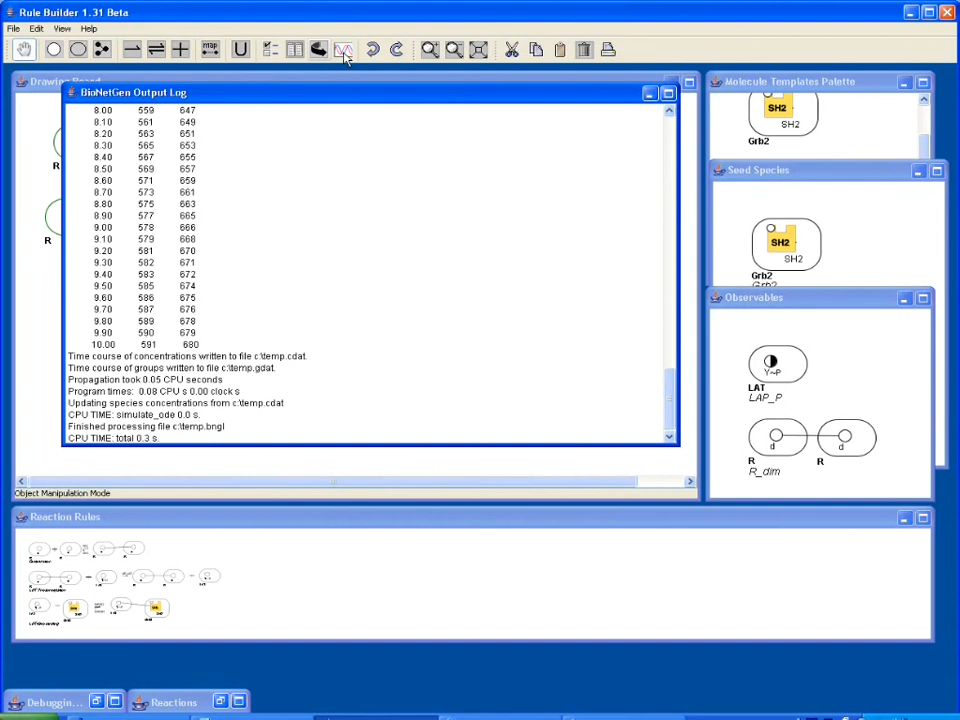 Rule Builder 1.31 Beta
File Edit View Help
map
U
Drawing Board
BioNetGen Output Log
8.00 559 647
8.10 561 649
8.20 563 651
8.30 565 653
8.40 567 655
8.50 569 657
8.60 571 659
8.70 573 661
8.80 575 663
8.90 577 665
9.00 578 666
9.10 579 668
9.20 581 670
9.30 582 671
9.40 583 672
9.50 585 674
9.60 586 675
9.70 587 676
9.80 589 678
9.90 590 679
10.00 591 680
Time course of concentrations written to file c:\temp.cdat.
Time course of groups written to file c:\temp.gdat.
Propagation took 0.05 CPU seconds
Program times: 0.08 CPU s 0.00 clock s
Updating species concentrations from c:\temp.cdat
CPU TIME: simulate_ode 0.0 s.
Finished processing file c:\temp.bngl
CPU TIME: total 0.3 s.
R
R
Object Manipulation Mode
Molecule Templates Palette
SH2
SH2
Grb2
Seed Species
SH2
SH2
Grb2
Grb2
Observables
Y~P
LAT
LAP_P
d d
R R
R_dim
Reaction Rules
Debuggin...
Reactions